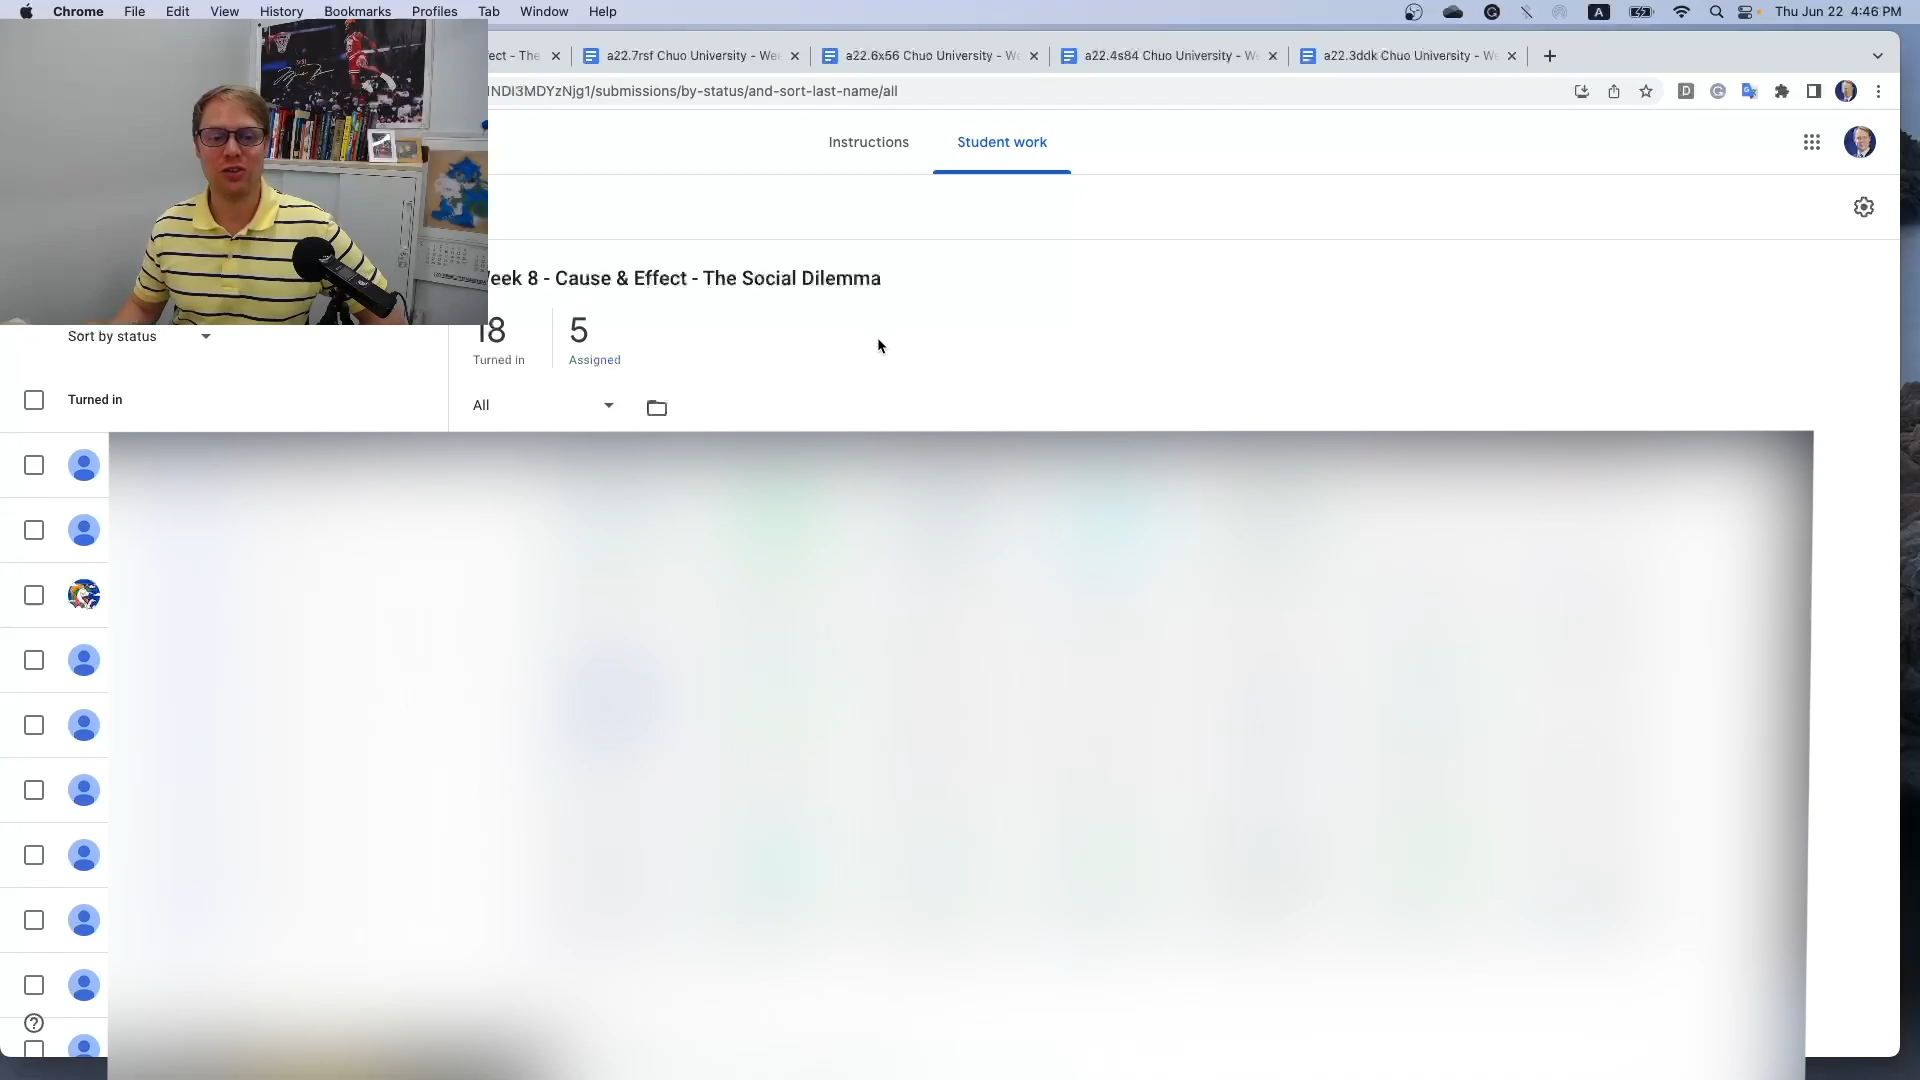 Chrome File Edit View History Bookmarks Profiles Tab Window Help A Thu Jun 22 4:46 PM
ect - The a22.7rsf Chuo University - We a22.6x56 Chuo University - We a22.4s84 Chuo University - W a22.3ddk Chuo University - We
NDI3MDYzNjg1/submissions/by-status/and-sort-last-name/all
Instructions Student work
eek 8 - Cause & Effect - The Social Dilemma
18 5
Turned in Assigned
Sort by status
Turned in
All